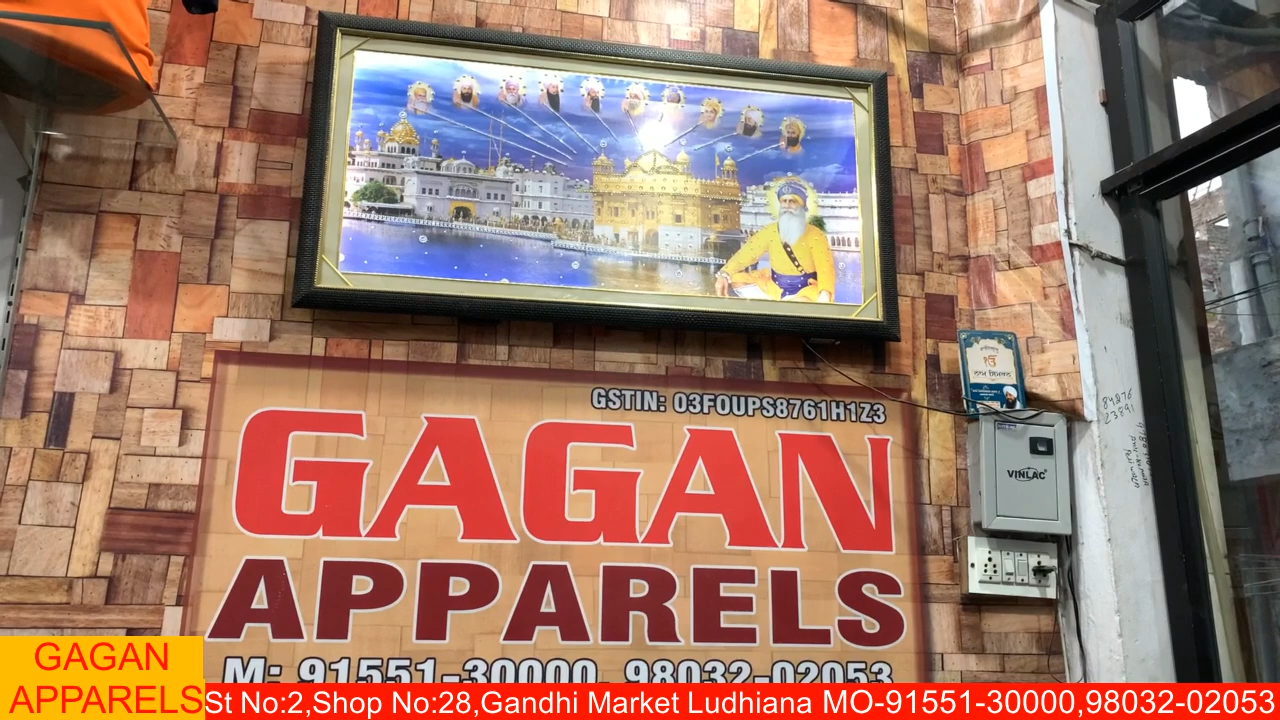 GSTIN: 03FOUPS8761H1Z3
GAGAN
APPARELS
M: 91551-30000, 98032-02053
ੴ
VINLAC
GAGAN
APPARELS
St No:2,Shop No:28,Gandhi Market Ludhiana MO-91551-30000,98032-02053